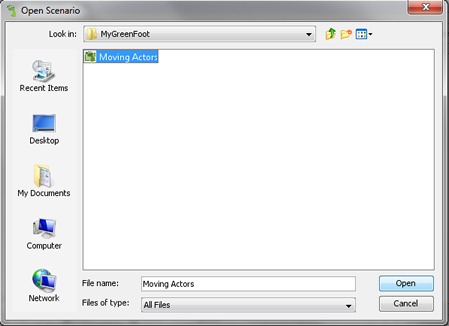 Open Scenario
Look in: MyGreenFoot
Moving Actors
Recent Items
Desktop
My Documents
Computer
Network
File name: Moving Actors Open
Files of type: All Files Cancel